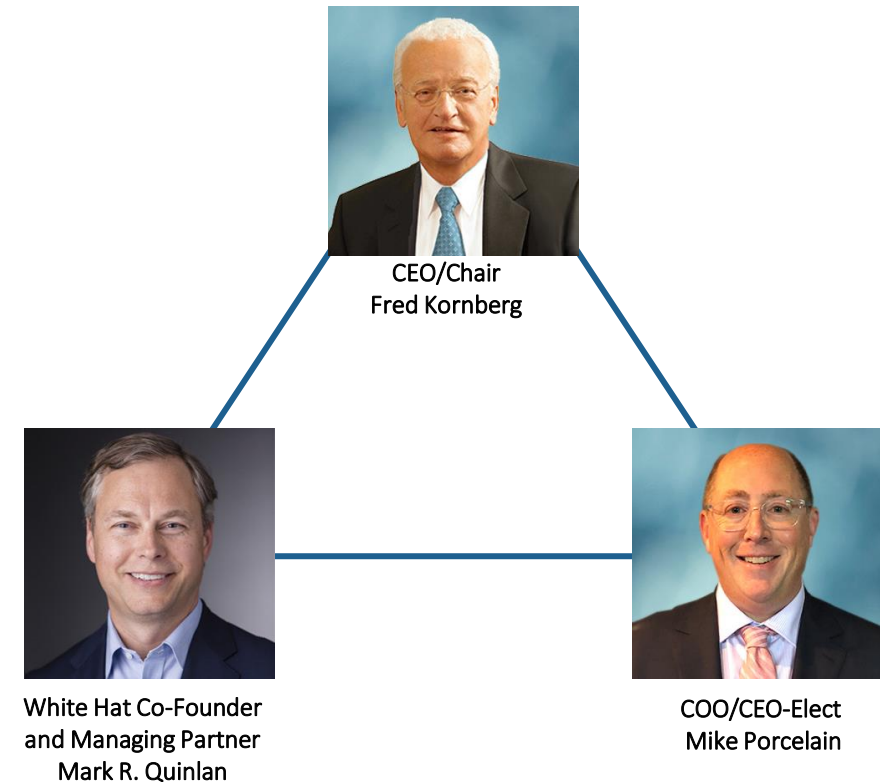 CEO/Chair
Fred Kornberg
White Hat Co-Founder
and Managing Partner
Mark R. Quinlan
COO/CEO-Elect
Mike Porcelain